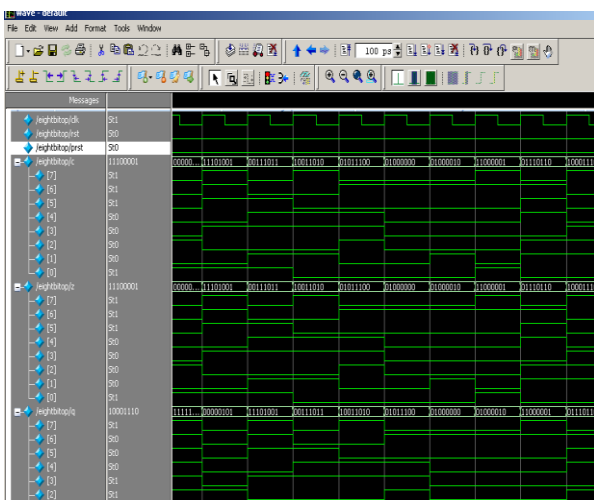 wave - default
File Edit View Add Format Tools Window
100 ps
Messages
/eightbitop/clk St1
/eightbitop/rst St0
/eightbitop/prst St0
/eightbitop/c 11100001 00000... 11101001 00111011 10011010 01011100 01000000 01000010 11000001 01110110 1000111
[7] St1
[6] St1
[5] St1
[4] St0
[3] St0
[2] St0
[1] St0
[0] St1
/eightbitop/z 11100001 00000... 11101001 00111011 10011010 01011100 01000000 01000010 11000001 01110110 1000111
[7] St1
[6] St1
[5] St1
[4] St0
[3] St0
[2] St0
[1] St0
[0] St1
/eightbitop/q 10001110 11111... 00000101 11101001 00111011 10011010 01011100 01000000 01000010 11000001 0111011
[7] St1
[6] St0
[5] St0
[4] St0
[3] St1
[2] St1